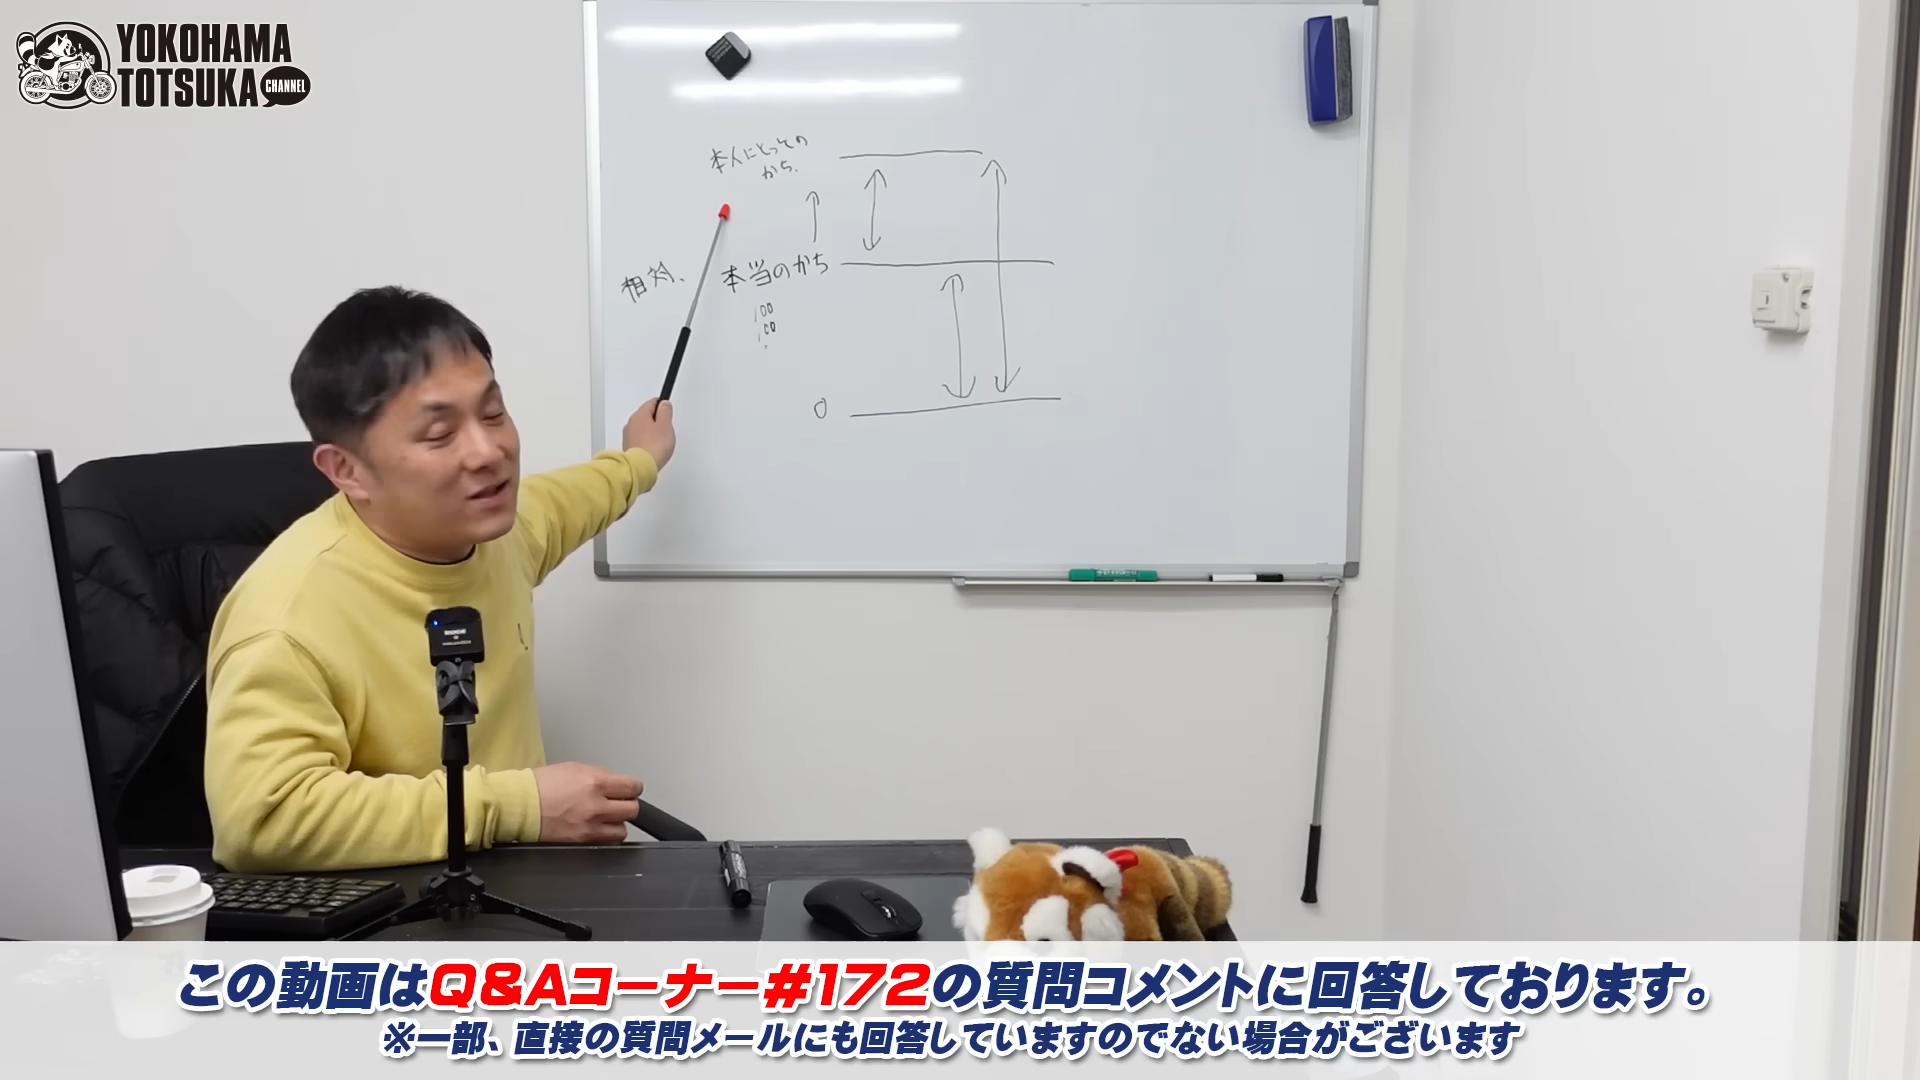 YOKOHAMA
TOTSUKA
CHANNEL
本人にとっての
かち.
相対、
本当のかち
100
100
0
この動画はQ&Aコーナー#172の質問コメントに回答しております。
※一部、直接の質問メールにも回答していますのでない場合がございます